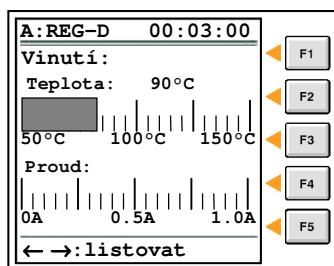 A:REG–D 00:03:00
Vinutí:
Teplota: 90°C
50°C 100°C 150°C
Proud:
0A 0.5A 1.0A
← →:listovat
F1
F2
F3
F4
F5